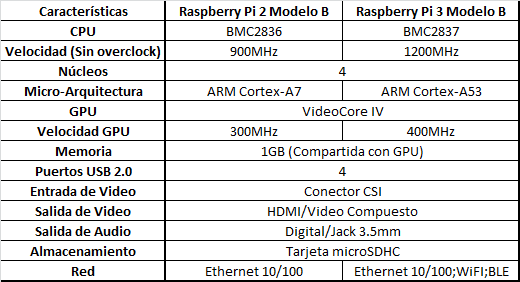 Características Raspberry Pi 2 Modelo B Raspberry Pi 3 Modelo B
CPU BMC2836 BMC2837
Velocidad (Sin overclock) 900MHz 1200MHz
Núcleos 4
Micro-Arquitectura ARM Cortex-A7 ARM Cortex-A53
GPU VideoCore IV
Velocidad GPU 300MHz 400MHz
Memoria 1GB (Compartida con GPU)
Puertos USB 2.0 4
Entrada de Video Conector CSI
Salida de Video HDMI/Video Compuesto
Salida de Audio Digital/Jack 3.5mm
Almacenamiento Tarjeta microSDHC
Red Ethernet 10/100 Ethernet 10/100;WiFI;BLE